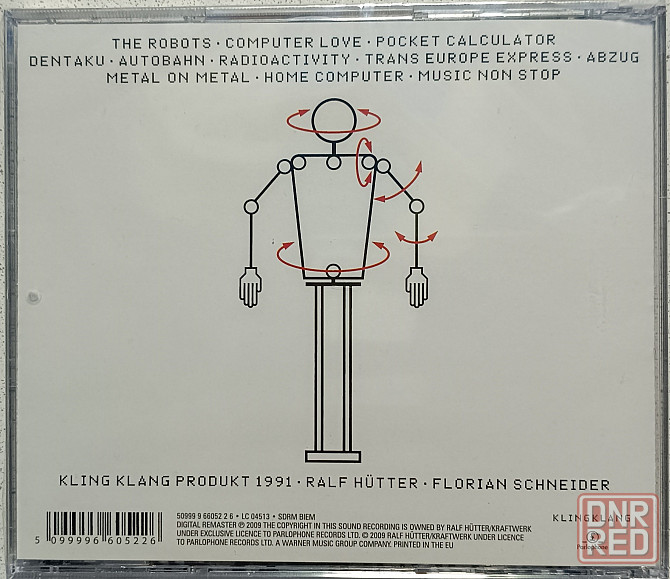 THE ROBOTS · COMPUTER LOVE · POCKET CALCULATOR
DENTAKU · AUTOBAHN · RADIOACTIVITY · TRANS EUROPE EXPRESS · ABZUG
METAL ON METAL · HOME COMPUTER · MUSIC NON STOP
KLING KLANG PRODUKT 1991 · RALF HÜTTER · FLORIAN SCHNEIDER
50999 9 66052 2 6 • LC 04513 • SDRM BIEM
DIGITAL REMASTER ℗ 2009 THE COPYRIGHT IN THIS SOUND RECORDING IS OWNED BY RALF HÜTTER/KRAFTWERK
UNDER EXCLUSIVE LICENCE TO PARLOPHONE RECORDS LTD. © 2009 RALF HÜTTER/KRAFTWERK UNDER LICENCE
TO PARLOPHONE RECORDS LTD. A WARNER MUSIC GROUP COMPANY. PRINTED IN THE EU
5 099996 605226
KLINGKLANG
Parlophone
DNR
RED